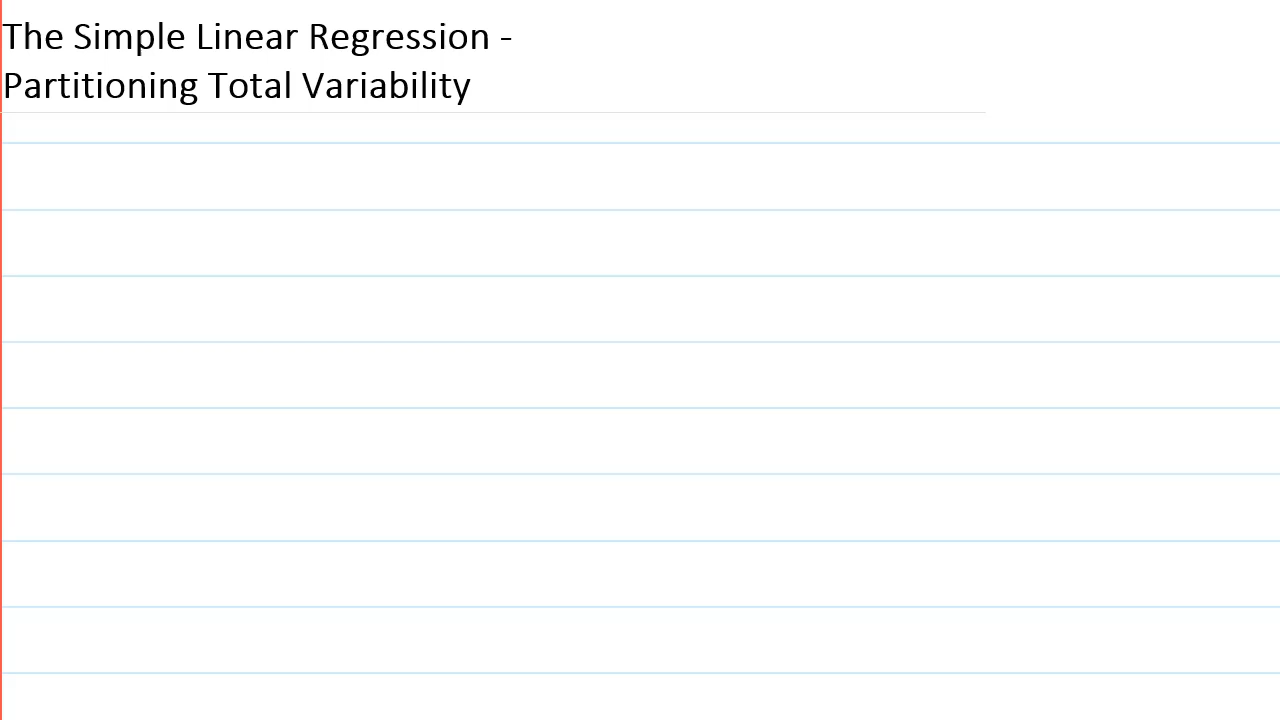 The Simple Linear Regression -
Partitioning Total Variability